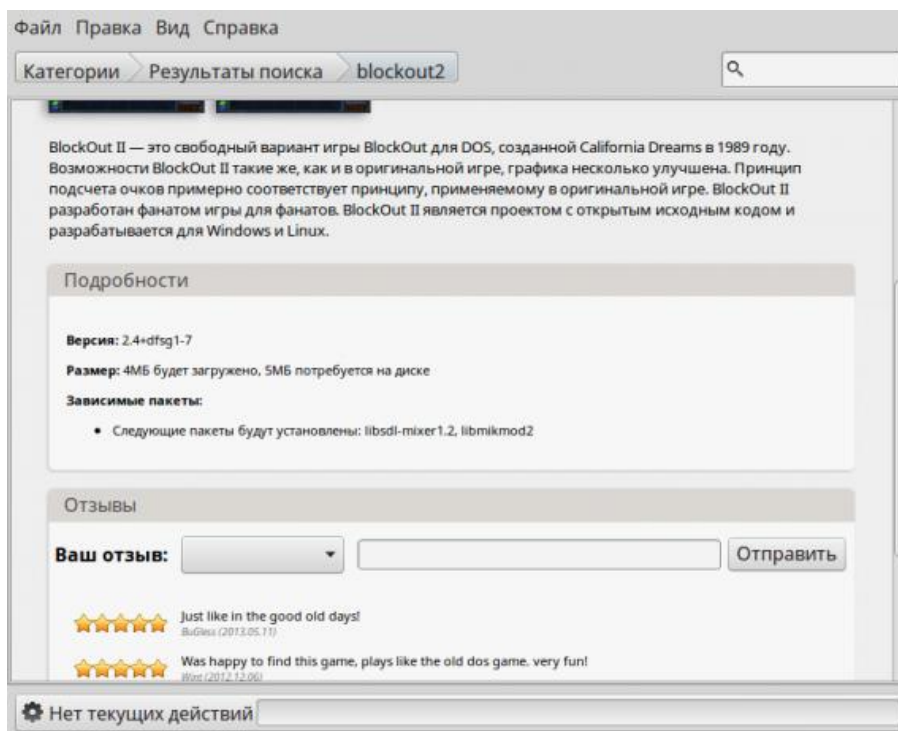 Файл Правка Вид Справка
Категории Результаты поиска blockout2
BlockOut II — это свободный вариант игры BlockOut для DOS, созданной California Dreams в 1989 году.
Возможности BlockOut II такие же, как и в оригинальной игре, графика несколько улучшена. Принцип
подсчета очков примерно соответствует принципу, применяемому в оригинальной игре. BlockOut II
разработан фанатом игры для фанатов. BlockOut II является проектом с открытым исходным кодом и
разрабатывается для Windows и Linux.
Подробности
Версия: 2.4+dfsg1-7
Размер: 4МБ будет загружено, 5МБ потребуется на диске
Зависимые пакеты:
• Следующие пакеты будут установлены: libsdl-mixer1.2, libmikmod2
Отзывы
Ваш отзыв: Отправить
Just like in the good old days!
BuGless (2013.05.11)
Was happy to find this game, plays like the old dos game. very fun!
Wint (2012.12.06)
Нет текущих действий